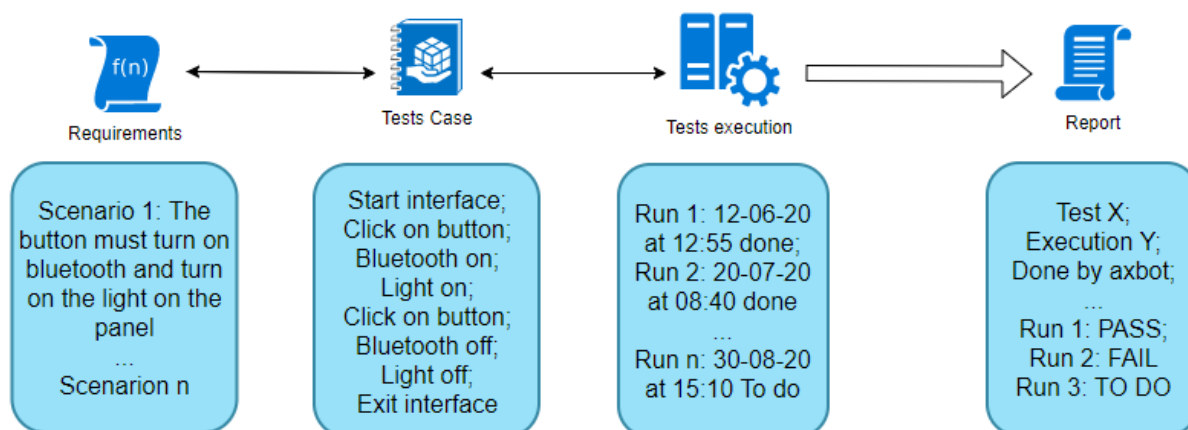 f(n)
Requirements
Tests Case
Tests execution
Report
Scenario 1: The
button must turn on
bluetooth and turn
on the light on the
panel
...
Scenarion n
Start interface;
Click on button;
Bluetooth on;
Light on;
Click on button;
Bluetooth off;
Light off;
Exit interface
Run 1: 12-06-20
at 12:55 done;
Run 2: 20-07-20
at 08:40 done
...
Run n: 30-08-20
at 15:10 To do
Test X;
Execution Y;
Done by axbot;
...
Run 1: PASS;
Run 2: FAIL
Run 3: TO DO